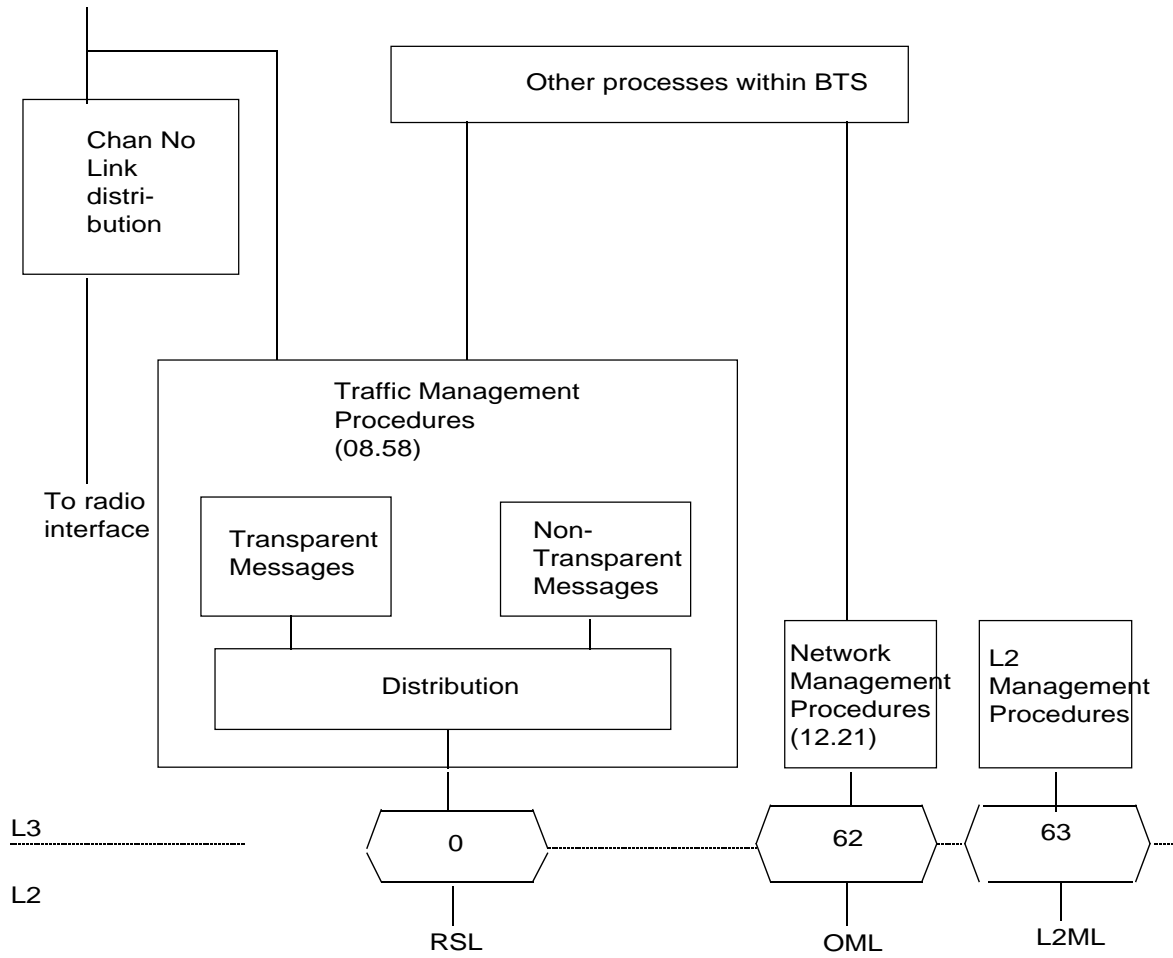 Other processes within BTS
Chan No
Link
distri-
bution
Traffic Management
Procedures
(08.58)
To radio
interface
Transparent
Messages
Non-
Transparent
Messages
Distribution
Network
Management
Procedures
(12.21)
L2
Management
Procedures
L3
0
62
63
L2
RSL
OML
L2ML